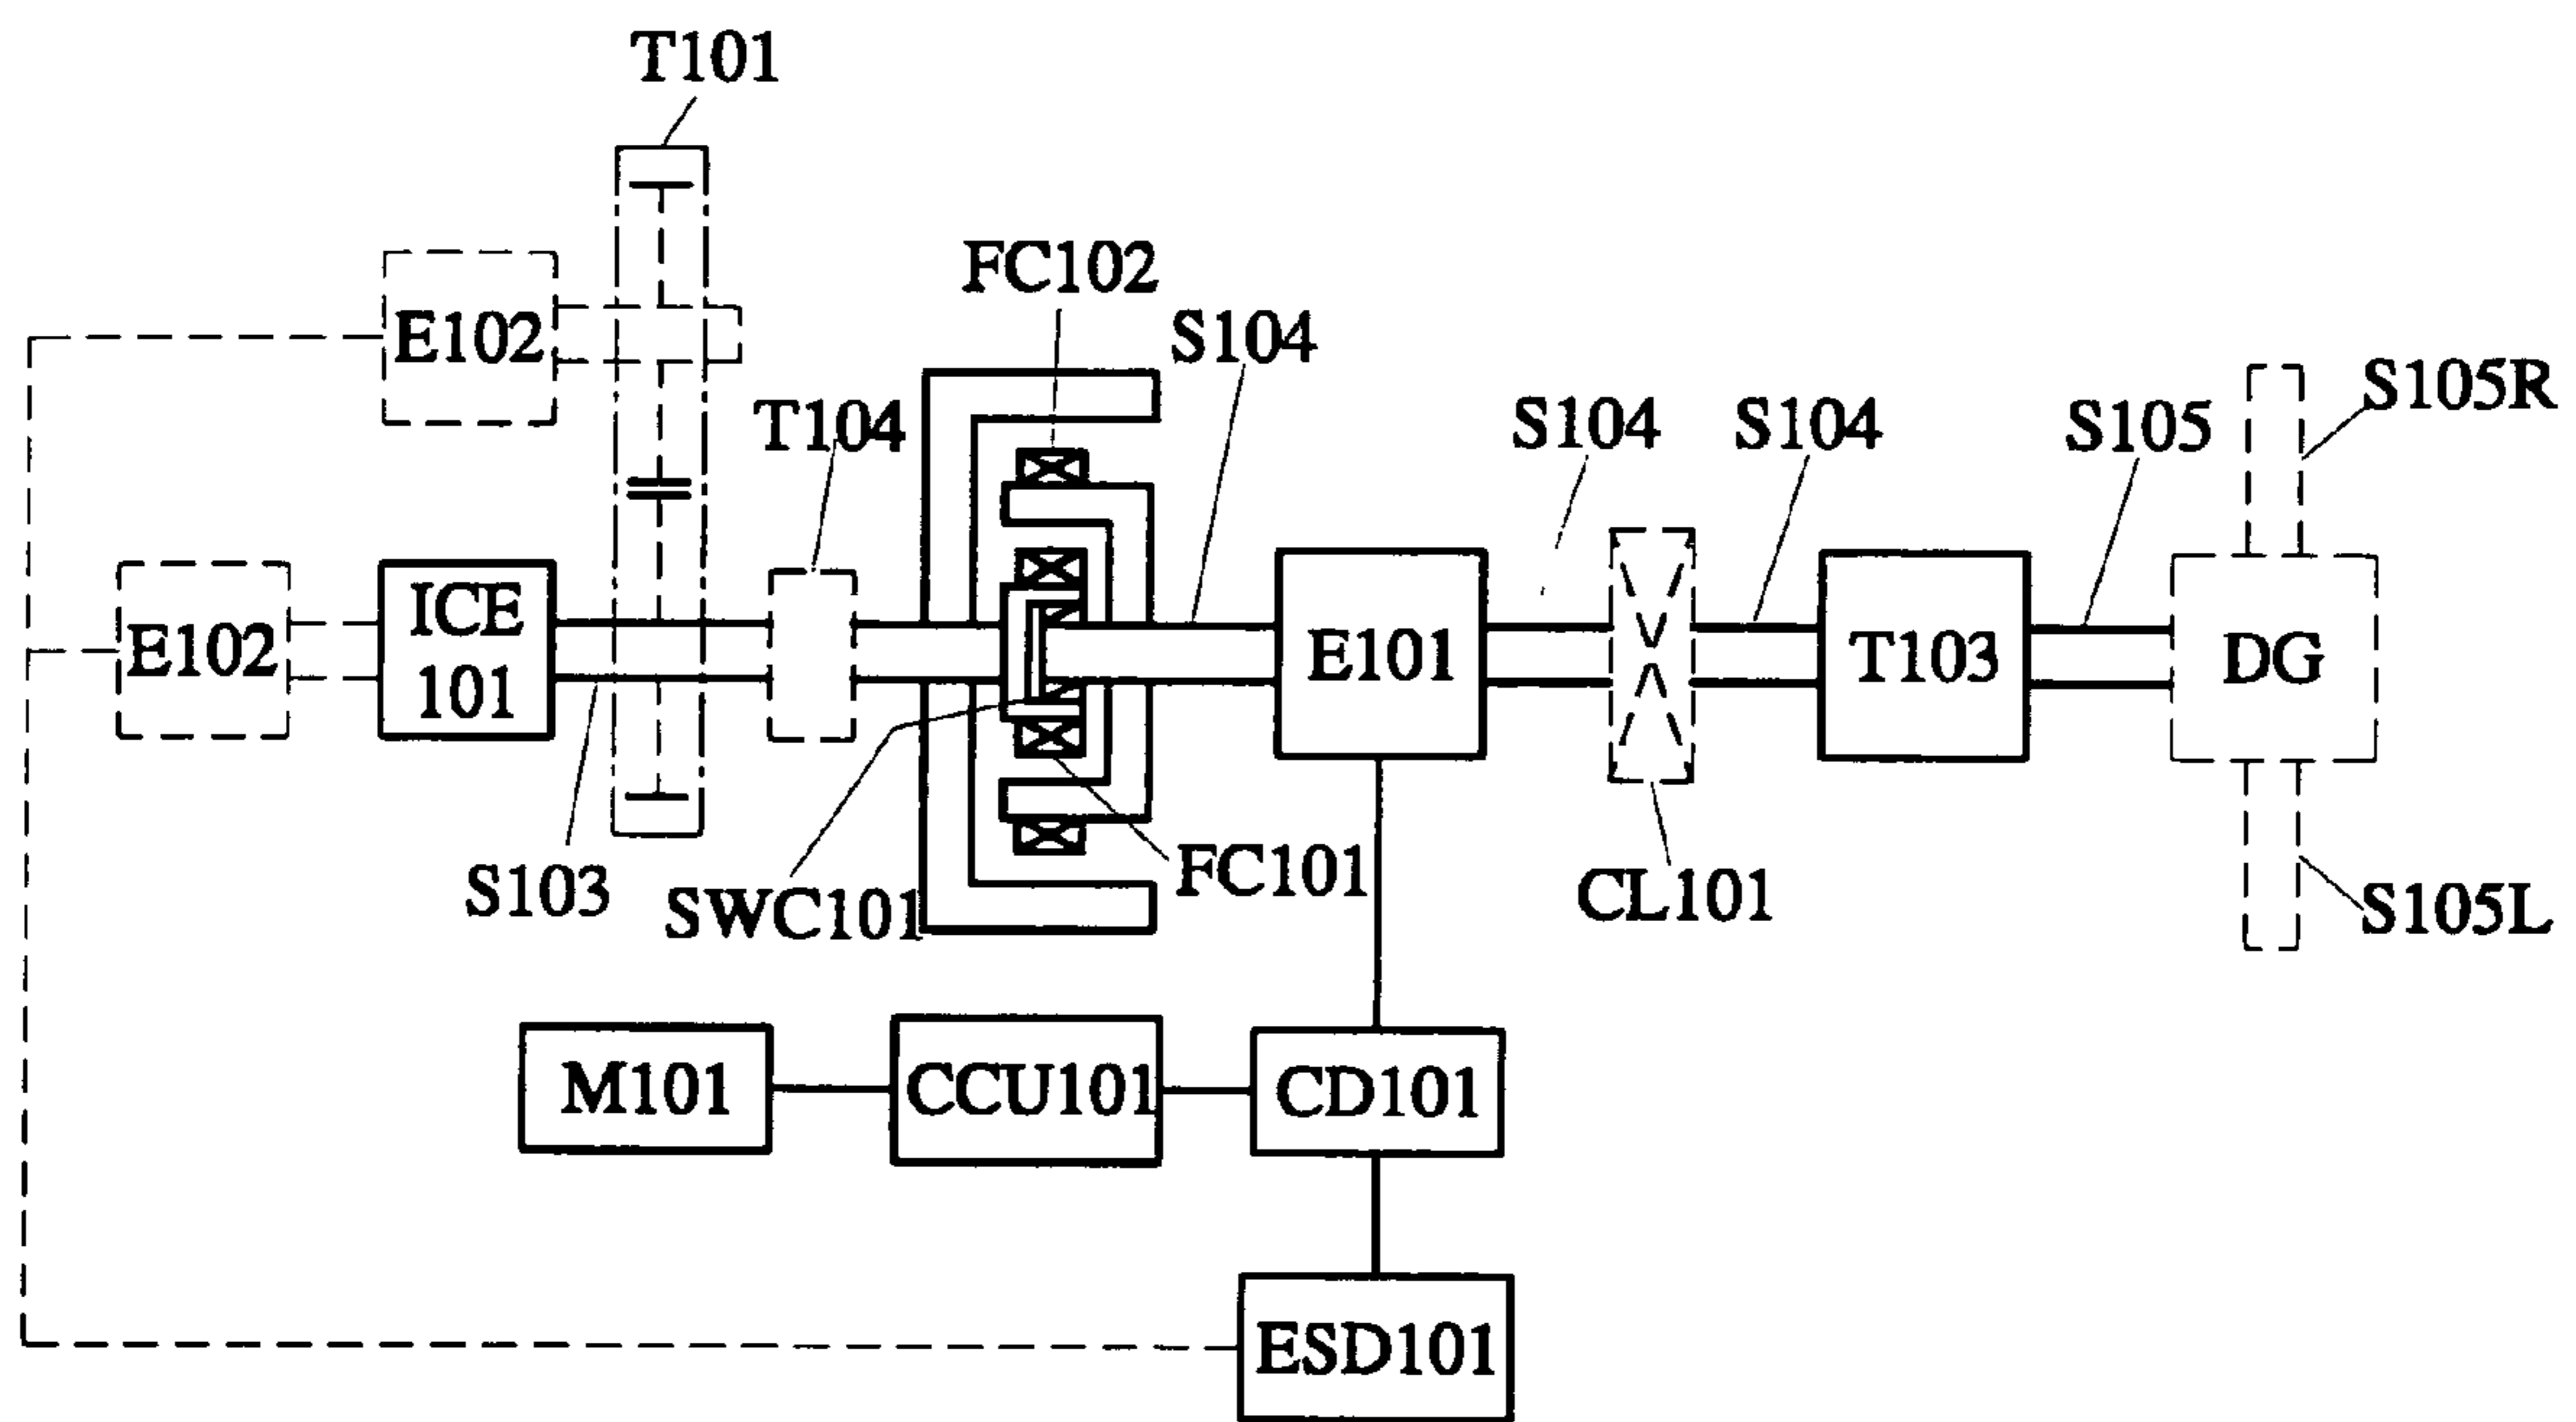 T101
FC102
E102
S104
S105R
T104
S104
S104
S105
ICE
101
E102
E101
T103
DG
S103
SWC101
FC101
CL101
S105L
M101
CCU101
CD101
ESD101